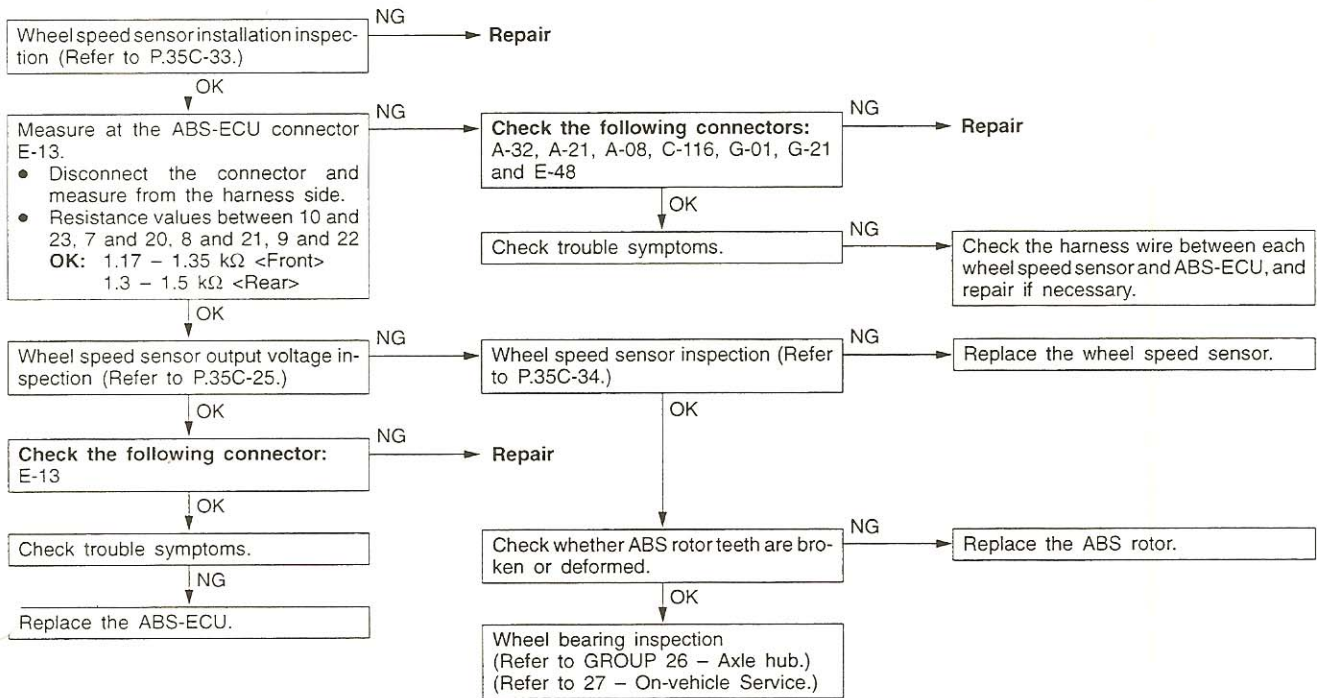 Wheel speed sensor installation inspec-
tion (Refer to P.35C-33.)
NG
Repair
OK
Measure at the ABS-ECU connector
E-13.
● Disconnect the connector and
measure from the harness side.
● Resistance values between 10 and
23, 7 and 20, 8 and 21, 9 and 22
OK: 1.17 – 1.35 kΩ <Front>
1.3 – 1.5 kΩ <Rear>
NG
Check the following connectors:
A-32, A-21, A-08, C-116, G-01, G-21
and E-48
NG
Repair
OK
Check trouble symptoms.
NG
Check the harness wire between each
wheel speed sensor and ABS-ECU, and
repair if necessary.
OK
Wheel speed sensor output voltage in-
spection (Refer to P.35C-25.)
NG
Wheel speed sensor inspection (Refer
to P.35C-34.)
NG
Replace the wheel speed sensor.
OK
OK
Check the following connector:
E-13
NG
Repair
OK
Check trouble symptoms.
NG
Replace the ABS-ECU.
Check whether ABS rotor teeth are bro-
ken or deformed.
NG
Replace the ABS rotor.
OK
Wheel bearing inspection
(Refer to GROUP 26 – Axle hub.)
(Refer to 27 – On-vehicle Service.)